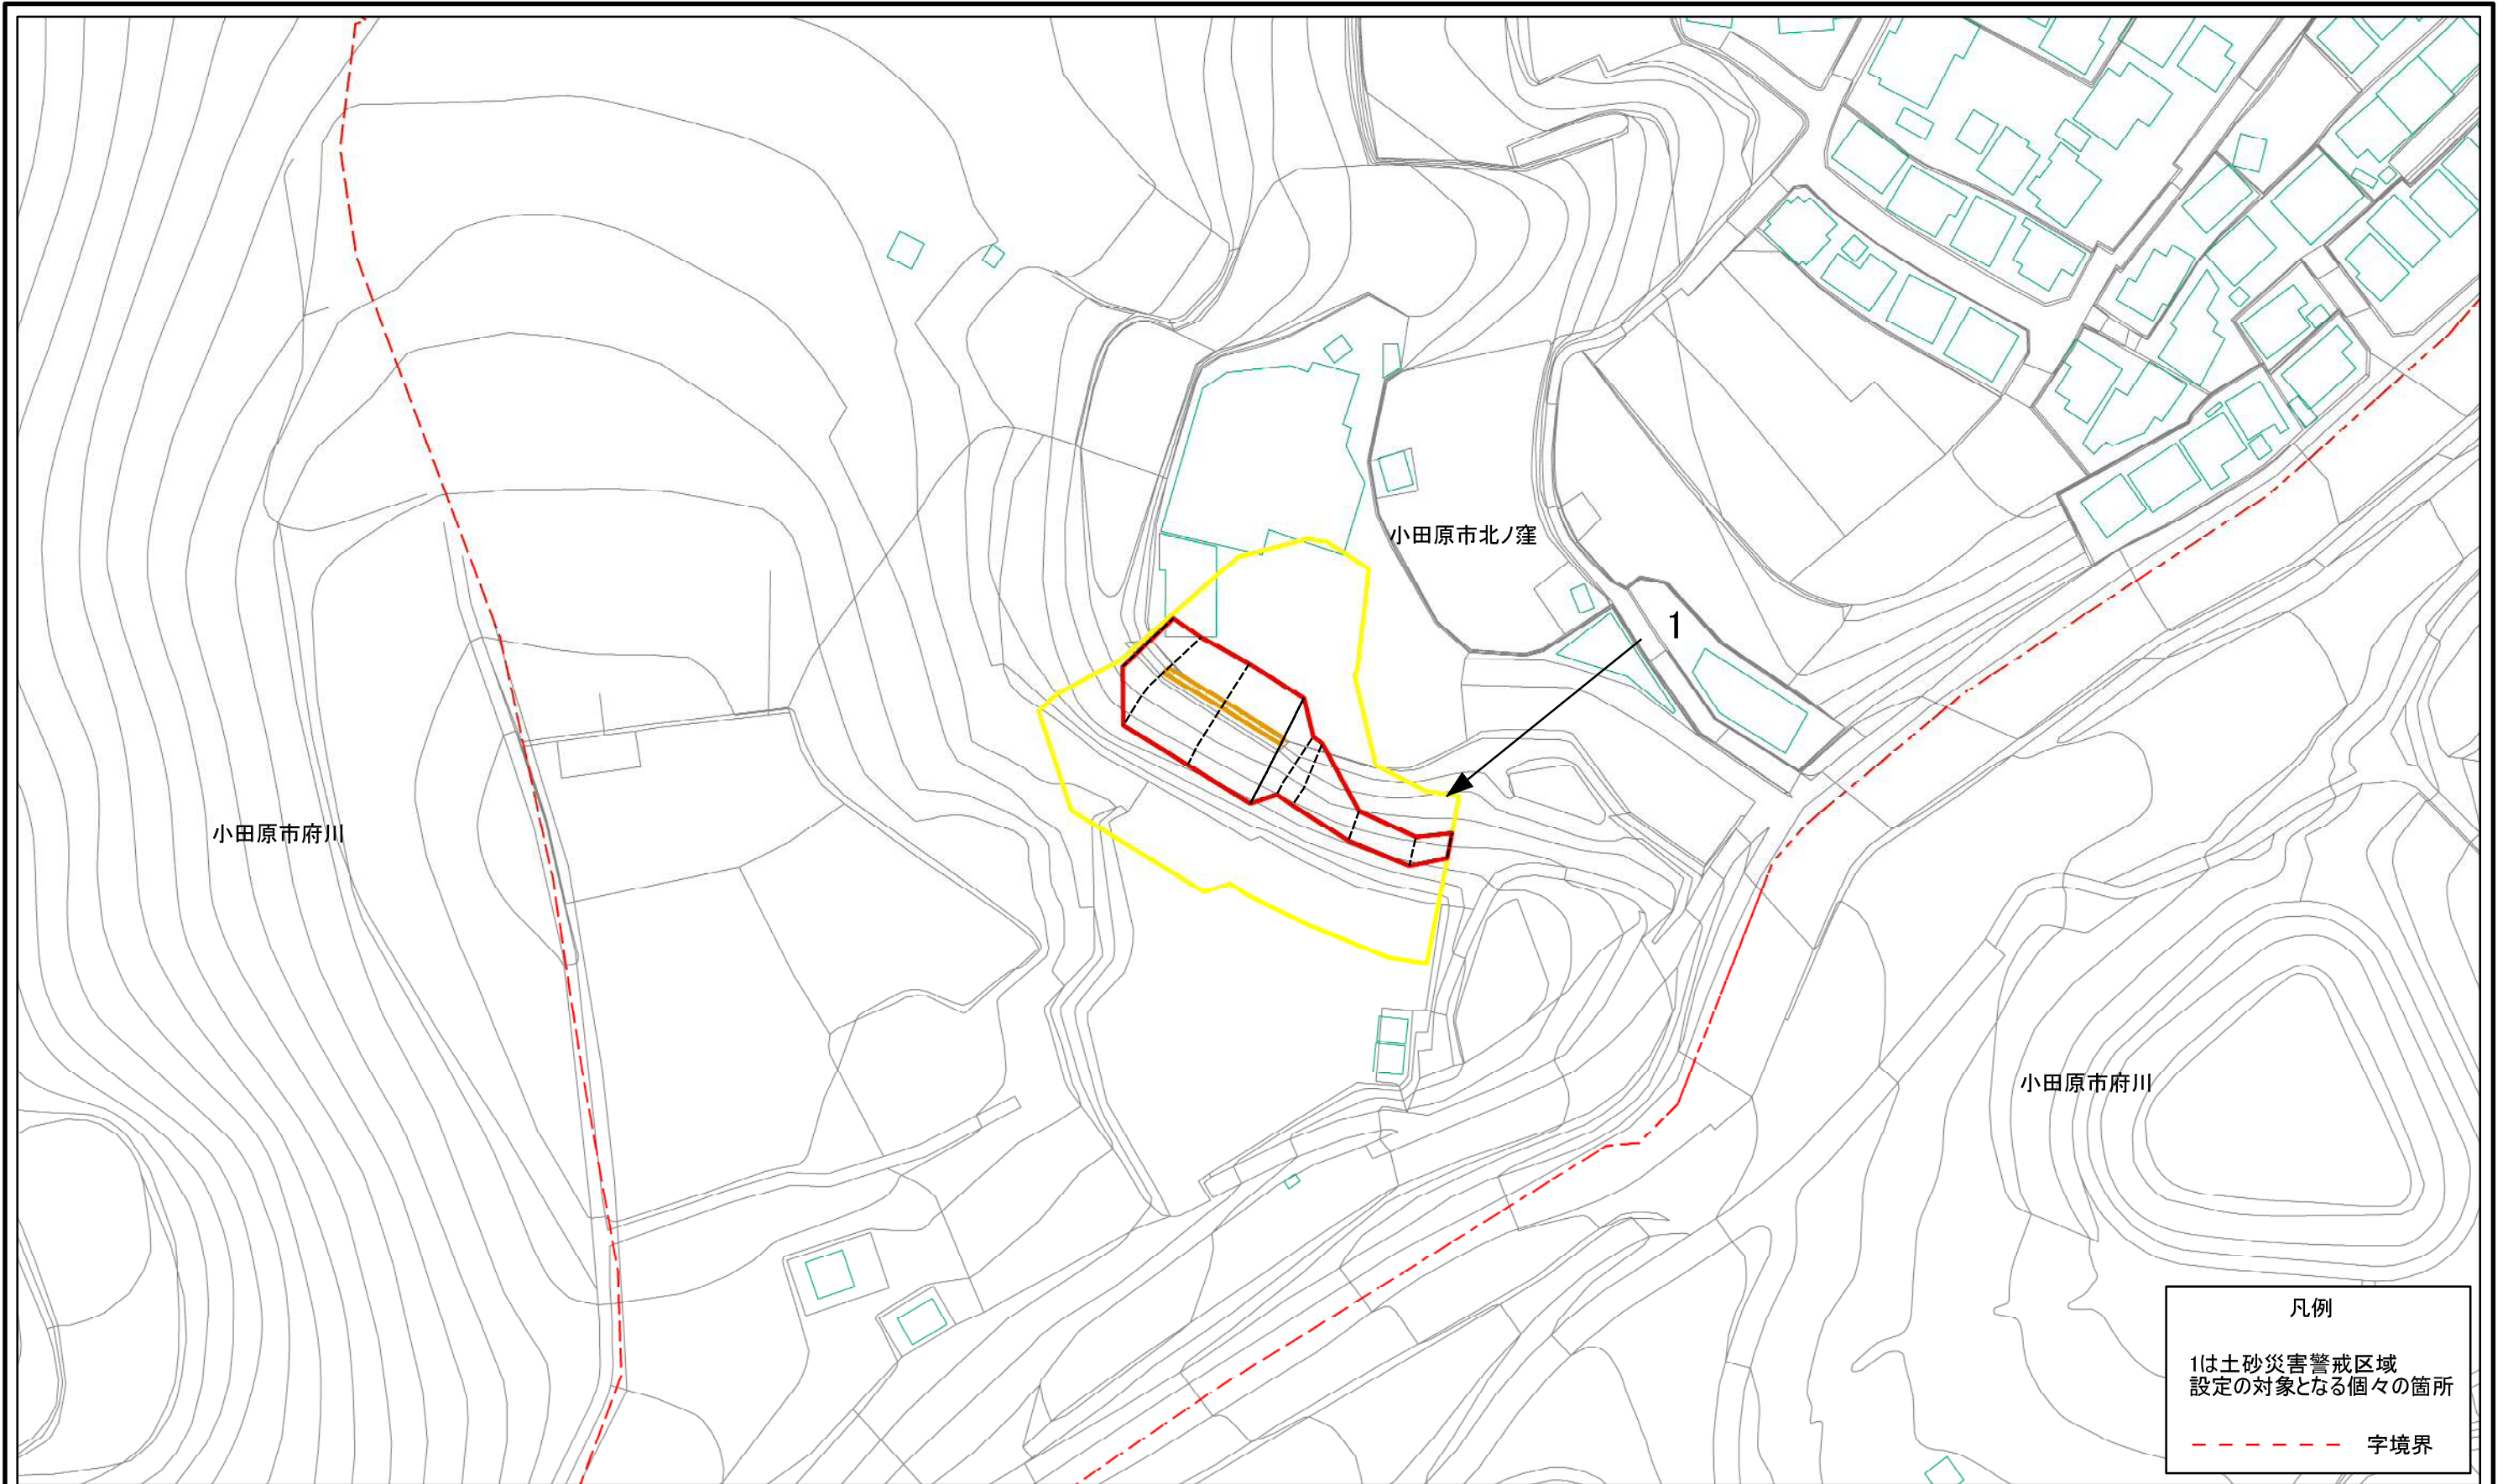 小田原市北ノ窪
1
小田原市府川
小田原市府川
凡例
1は土砂災害警戒区域
設定の対象となる個々の箇所
字境界